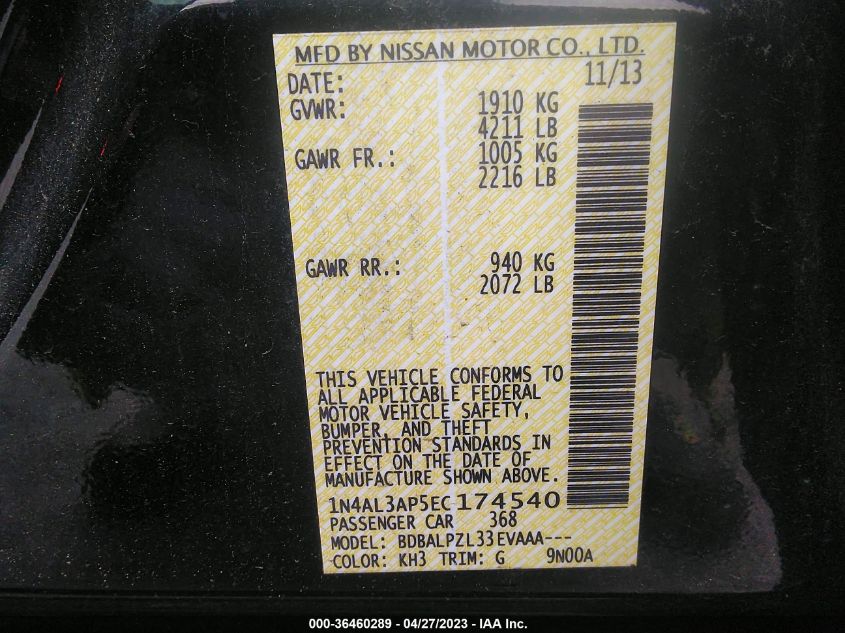 MFD BY NISSAN MOTOR CO., LTD.
DATE: 11/13
GVWR: 1910 KG
4211 LB
GAWR FR.: 1005 KG
2216 LB
GAWR RR.: 940 KG
2072 LB
THIS VEHICLE CONFORMS TO
ALL APPLICABLE FEDERAL
MOTOR VEHICLE SAFETY,
BUMPER, AND THEFT
PREVENTION STANDARDS IN
EFFECT ON THE DATE OF
MANUFACTURE SHOWN ABOVE.
1N4AL3AP5EC174540
PASSENGER CAR 368
MODEL: BDBALPZL33EVAAA---
COLOR: KH3 TRIM: G 9N00A
000-36460289 - 04/27/2023 - IAA Inc.